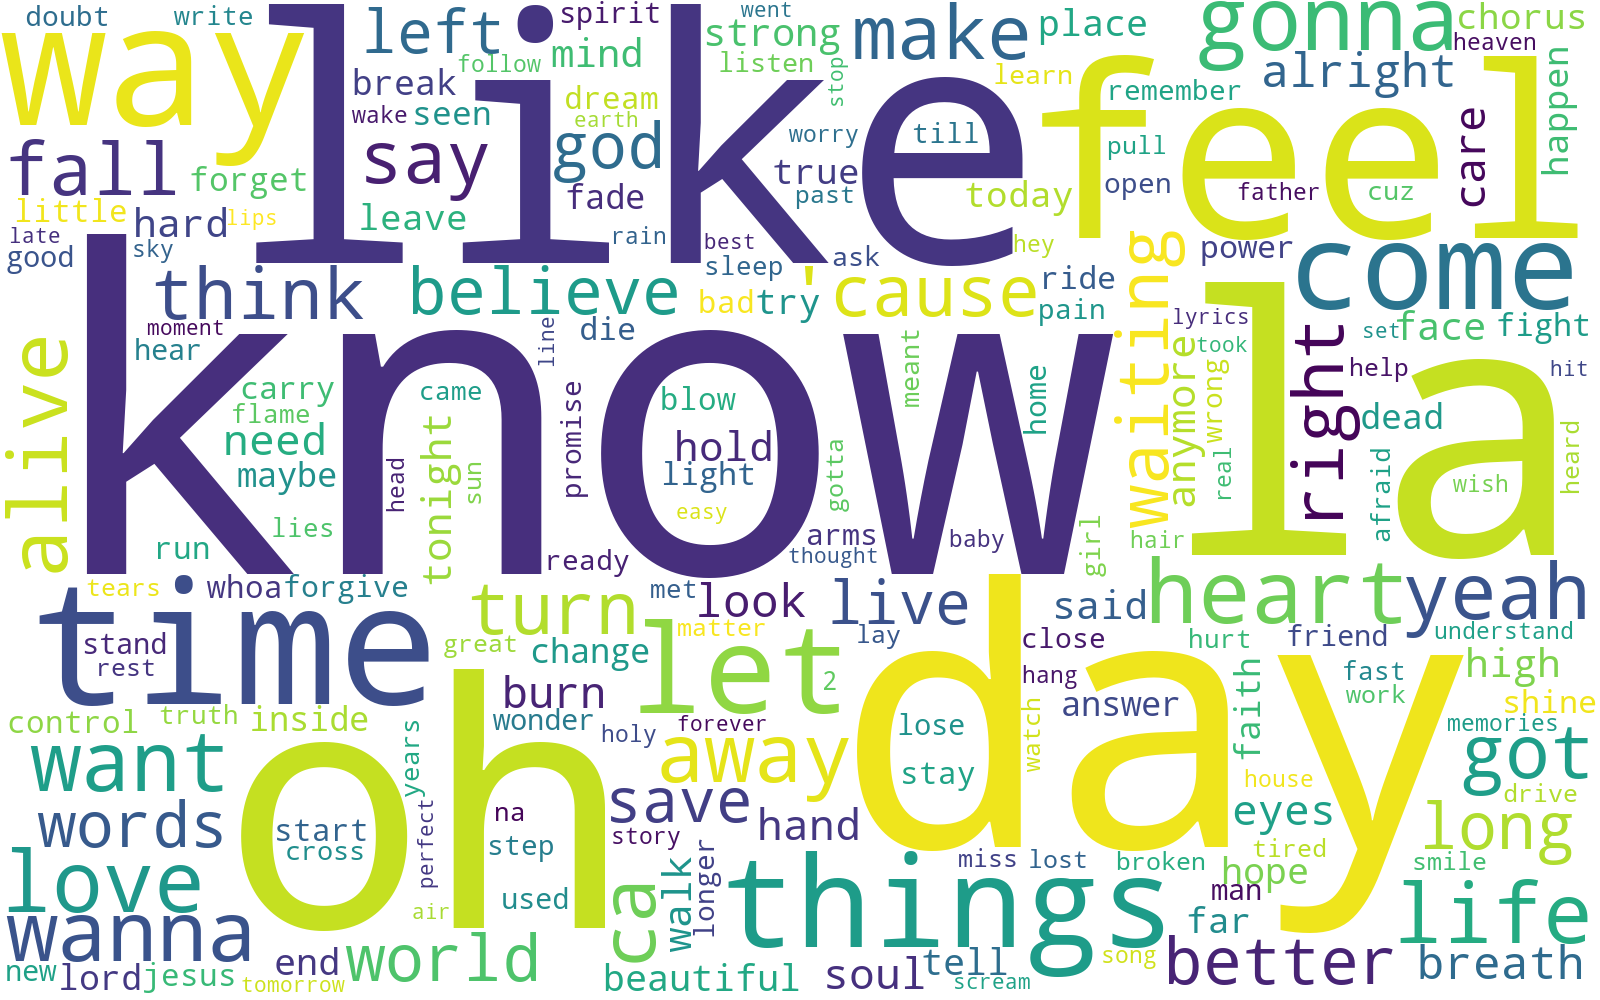 doubt
write
way
like
left
spirit
mind
went
strong
listen
make
place
gonna
chorus
heaven
break
follow
wake
seen
dream
earth
stop
learn
remember
alright
happen
fall
forget
say
god
worry
till
true
past
fade
feel
pull
open
father
cuz
care
little
hard
lips
leave
today
late
good
sky
rain
best
sleep
ask
hey
power
come
think
believe
bad
try
'cause
ride
pain
waiting
lyrics
took
right
set
face
fight
alive
moment
hear
know
line
die
carry
flame
came
need
maybe
promise
blow
hold
light
easy
meant
home
anymore
wrong
real
la
help
hit
dead
wish
afraid
heard
head
tonight
sun
gotta
lies
run
ready
arms
thought
baby
girl
hair
tears
whoa
forgive
time
turn
met
look
live
said
heart
yeah
stand
rest
great
change
let
matter
lay
close
hurt
friend
understand
2
hang
answer
faith
fast
work
high
shine
control
truth
inside
burn
wonder
holy
forever
away
day
lose
stay
watch
memories
want
oh
years
got
house
drive
words
start
cross
perfect
na
step
save
story
hand
eyes
tired
long
love
air
used
ca
walk
longer
things
miss
lost
broken
hope
smile
man
far
life
wanna
end
world
new
lord
jesus
tomorrow
beautiful
soul
tell
scream
song
better
breath